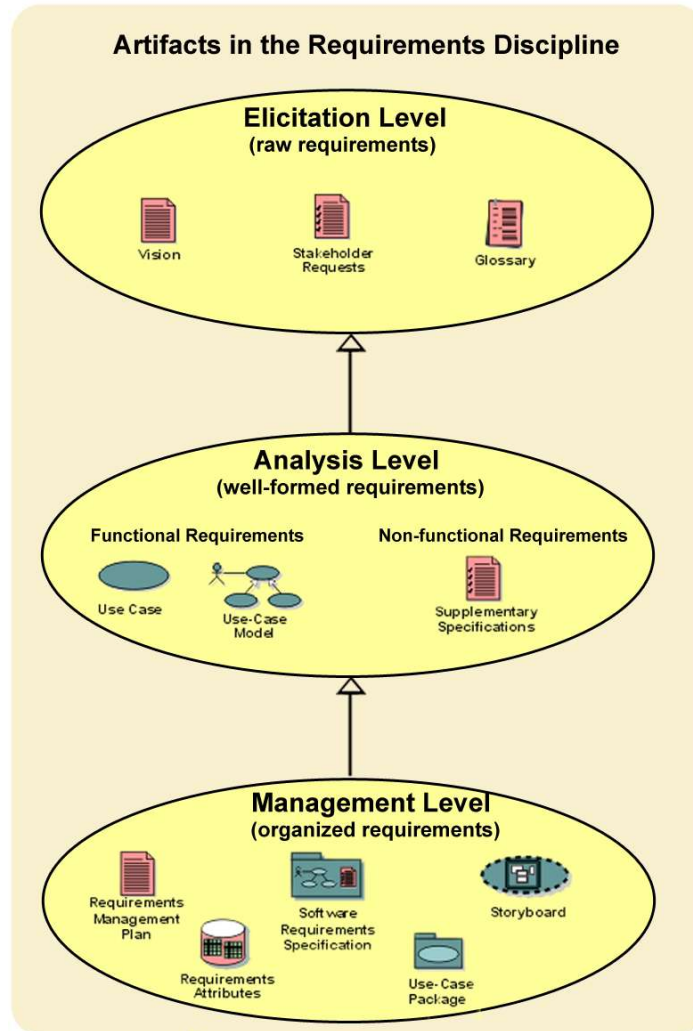 Artifacts in the Requirements Discipline
Elicitation Level
(raw requirements)
Vision
Stakeholder
Requests
Glossary
Analysis Level
(well-formed requirements)
Functional Requirements
Non-functional Requirements
Use Case
Use-Case
Model
Supplementary
Specifications
Management Level
(organized requirements)
Requirements
Management
Plan
Requirements
Attributes
Software
Requirements
Specification
Use-Case
Package
Storyboard